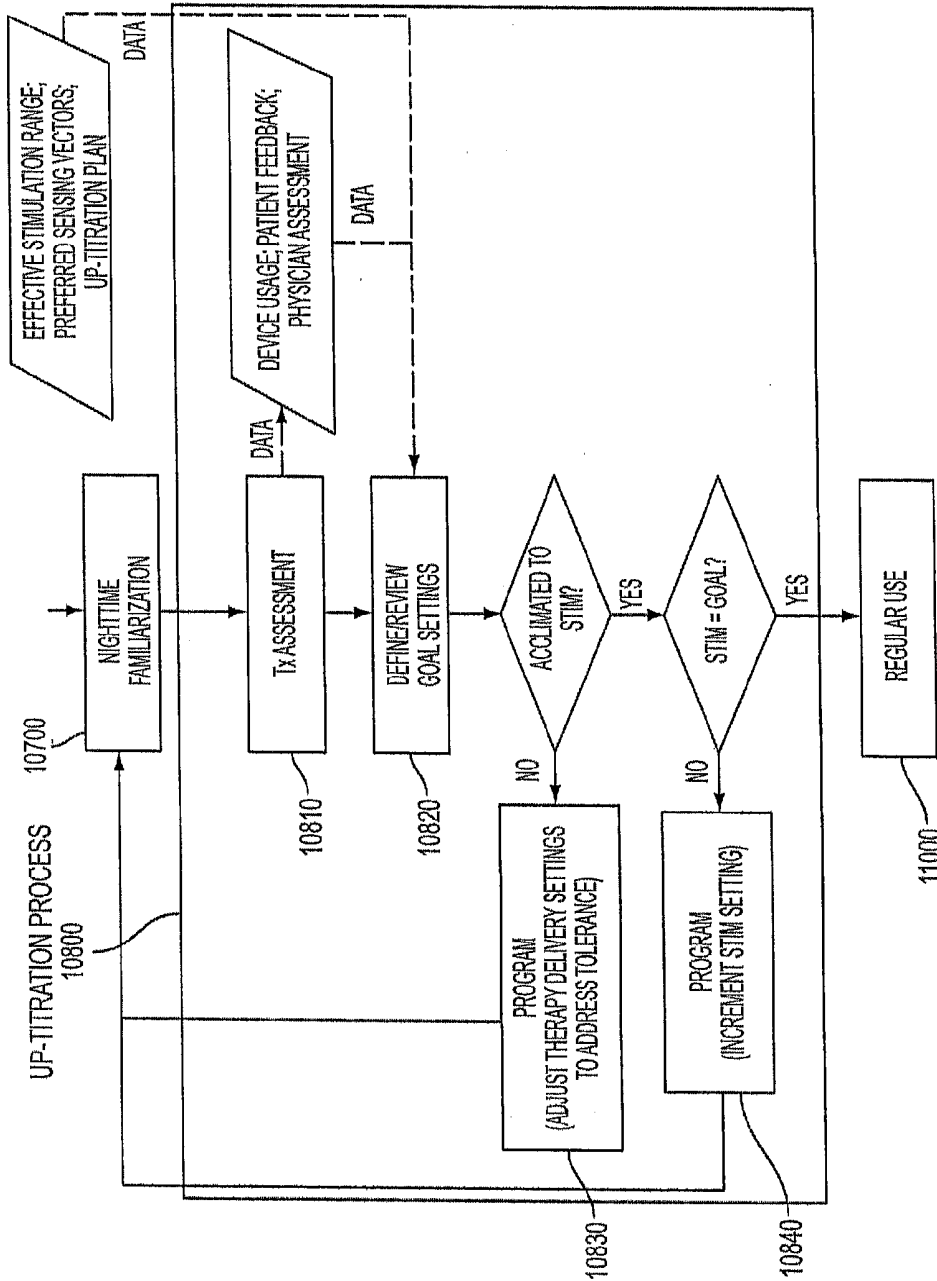 UP-TITRATION PROCESS
10800
10700
NIGHTTIME
FAMILIARIZATION
EFFECTIVE STIMULATION RANGE;
PREFERRED SENSING VECTORS;
UP-TITRATION PLAN
DATA
Tx ASSESSMENT
10810
DATA
DEVICE USAGE; PATIENT FEEDBACK;
PHYSICIAN ASSESSMENT
DATA
DEFINE/REVIEW
GOAL SETTINGS
10820
ACCLIMATED TO
STIM?
NO
YES
PROGRAM
(ADJUST THERAPY DELIVERY SETTINGS
TO ADDRESS TOLERANCE)
10830
STIM = GOAL?
NO
YES
PROGRAM
(INCREMENT STIM SETTING)
10840
REGULAR USE
11000